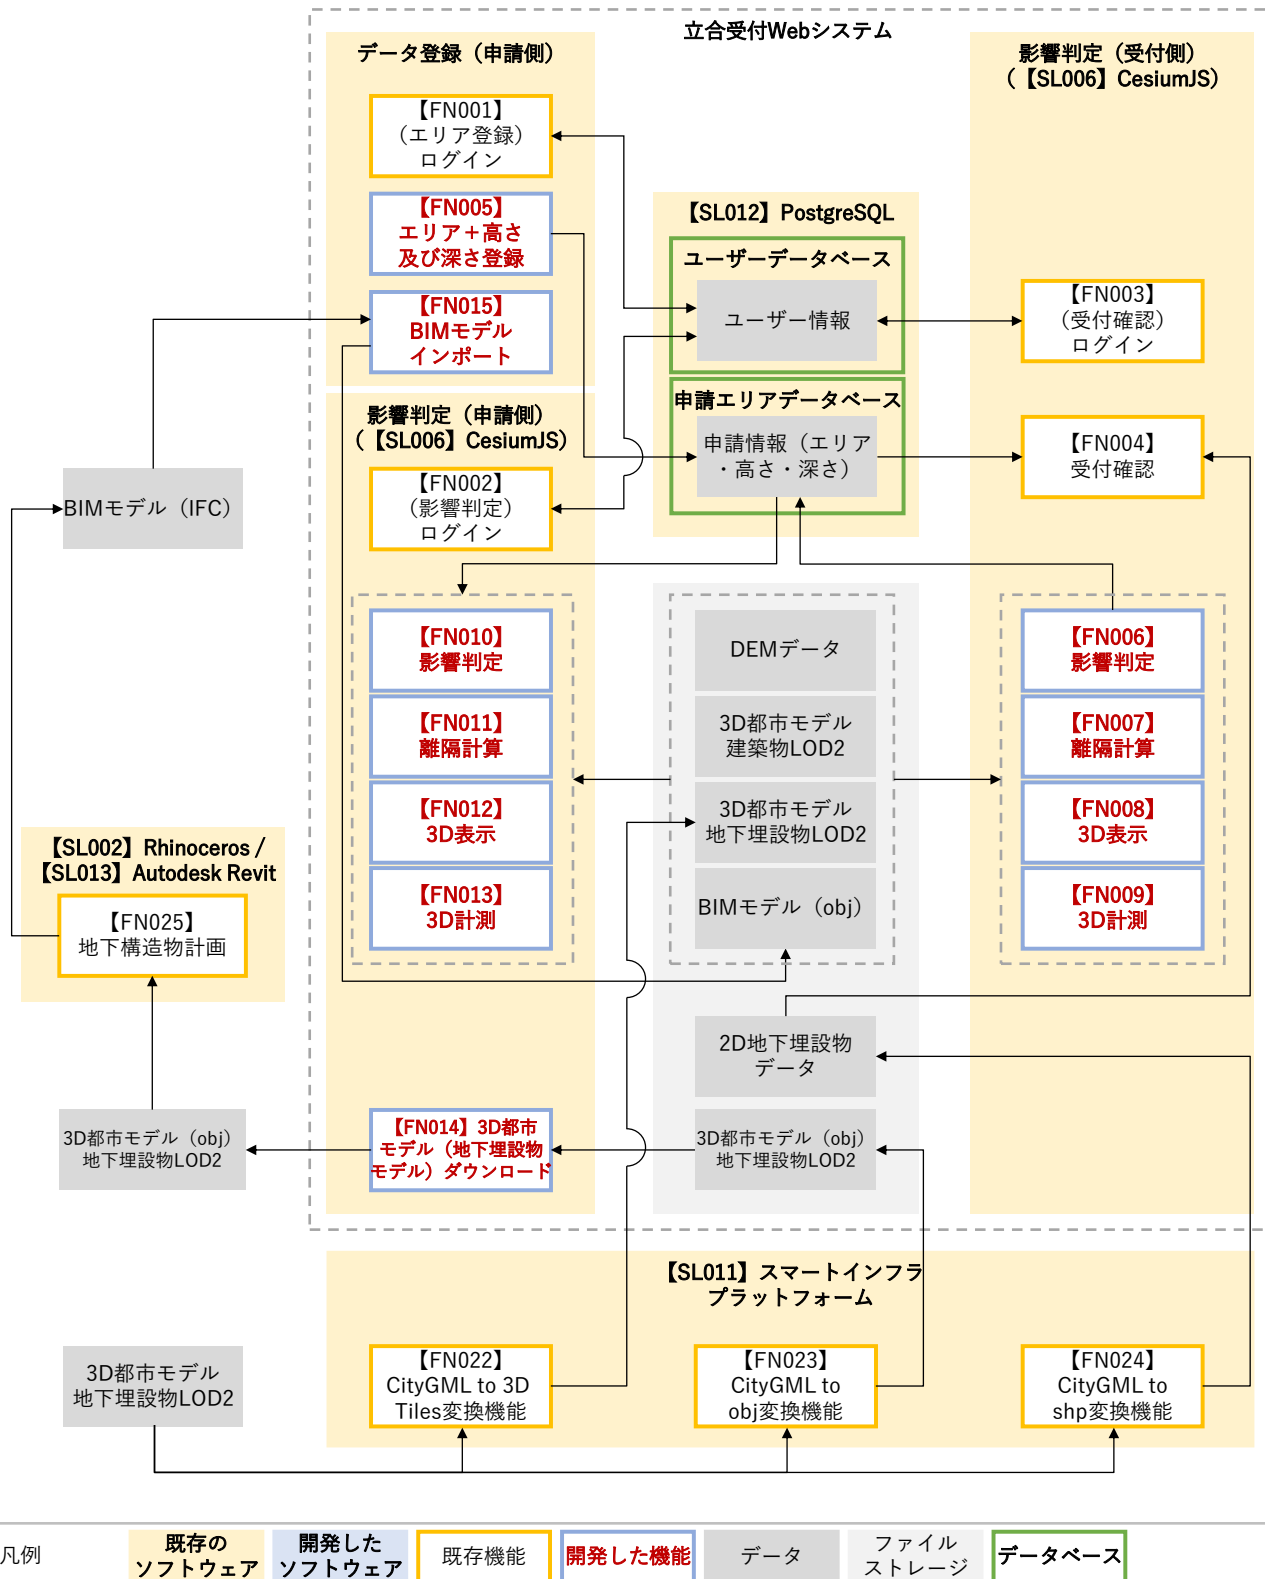 立合受付Webシステム
データ登録（申請側）
【FN001】
（エリア登録）
ログイン
【FN005】
エリア＋高さ
及び深さ登録
【FN015】
BIMモデル
インポート
影響判定（申請側）
（【SL006】CesiumJS）
【FN002】
（影響判定）
ログイン
【FN010】
影響判定
【FN011】
離隔計算
【FN012】
3D表示
【FN013】
3D計測
【FN014】3D都市
モデル（地下埋設物
モデル）ダウンロード
【SL012】PostgreSQL
ユーザーデータベース
ユーザー情報
申請エリアデータベース
申請情報（エリア
・高さ・深さ）
DEMデータ
3D都市モデル
建築物LOD2
3D都市モデル
地下埋設物LOD2
BIMモデル（obj）
2D地下埋設物
データ
3D都市モデル（obj）
地下埋設物LOD2
影響判定（受付側）
（【SL006】CesiumJS）
【FN003】
（受付確認）
ログイン
【FN004】
受付確認
【FN006】
影響判定
【FN007】
離隔計算
【FN008】
3D表示
【FN009】
3D計測
BIMモデル（IFC）
【SL002】Rhinoceros /
【SL013】Autodesk Revit
【FN025】
地下構造物計画
3D都市モデル（obj）
地下埋設物LOD2
3D都市モデル
地下埋設物LOD2
【SL011】スマートインフラ
プラットフォーム
【FN022】
CityGML to 3D
Tiles変換機能
【FN023】
CityGML to
obj変換機能
【FN024】
CityGML to
shp変換機能
凡例
既存の
ソフトウェア
開発した
ソフトウェア
既存機能
開発した機能
データ
ファイル
ストレージ
データベース